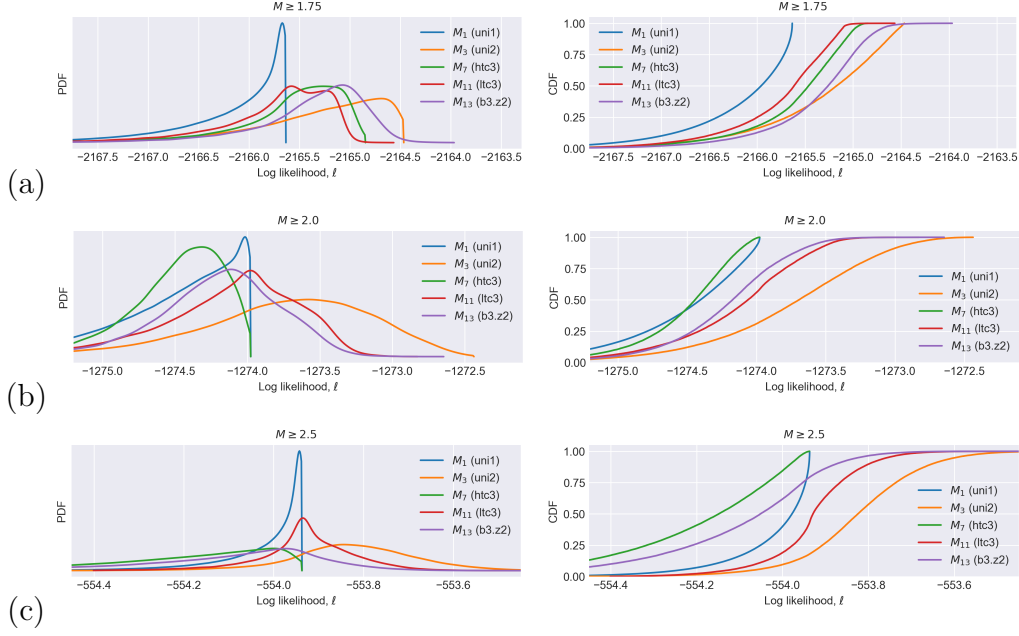 M ≥ 1.75
PDF
M₁ (uni1)
M₃ (uni2)
M₇ (htc3)
M₁₁ (ltc3)
M₁₃ (b3.z2)
−2167.5 −2167.0 −2166.5 −2166.0 −2165.5 −2165.0 −2164.5 −2164.0 −2163.5
Log likelihood, ℓ
M ≥ 1.75
CDF
1.00
0.75
0.50
0.25
0.00
M₁ (uni1)
M₃ (uni2)
M₇ (htc3)
M₁₁ (ltc3)
M₁₃ (b3.z2)
−2167.5 −2167.0 −2166.5 −2166.0 −2165.5 −2165.0 −2164.5 −2164.0 −2163.5
Log likelihood, ℓ
(a)
M ≥ 2.0
PDF
M₁ (uni1)
M₃ (uni2)
M₇ (htc3)
M₁₁ (ltc3)
M₁₃ (b3.z2)
−1275.0 −1274.5 −1274.0 −1273.5 −1273.0 −1272.5
Log likelihood, ℓ
M ≥ 2.0
CDF
1.00
0.75
0.50
0.25
0.00
M₁ (uni1)
M₃ (uni2)
M₇ (htc3)
M₁₁ (ltc3)
M₁₃ (b3.z2)
−1275.0 −1274.5 −1274.0 −1273.5 −1273.0 −1272.5
Log likelihood, ℓ
(b)
M ≥ 2.5
PDF
M₁ (uni1)
M₃ (uni2)
M₇ (htc3)
M₁₁ (ltc3)
M₁₃ (b3.z2)
−554.4 −554.2 −554.0 −553.8 −553.6
Log likelihood, ℓ
M ≥ 2.5
CDF
1.00
0.75
0.50
0.25
0.00
M₁ (uni1)
M₃ (uni2)
M₇ (htc3)
M₁₁ (ltc3)
M₁₃ (b3.z2)
−554.4 −554.2 −554.0 −553.8 −553.6
Log likelihood, ℓ
(c)